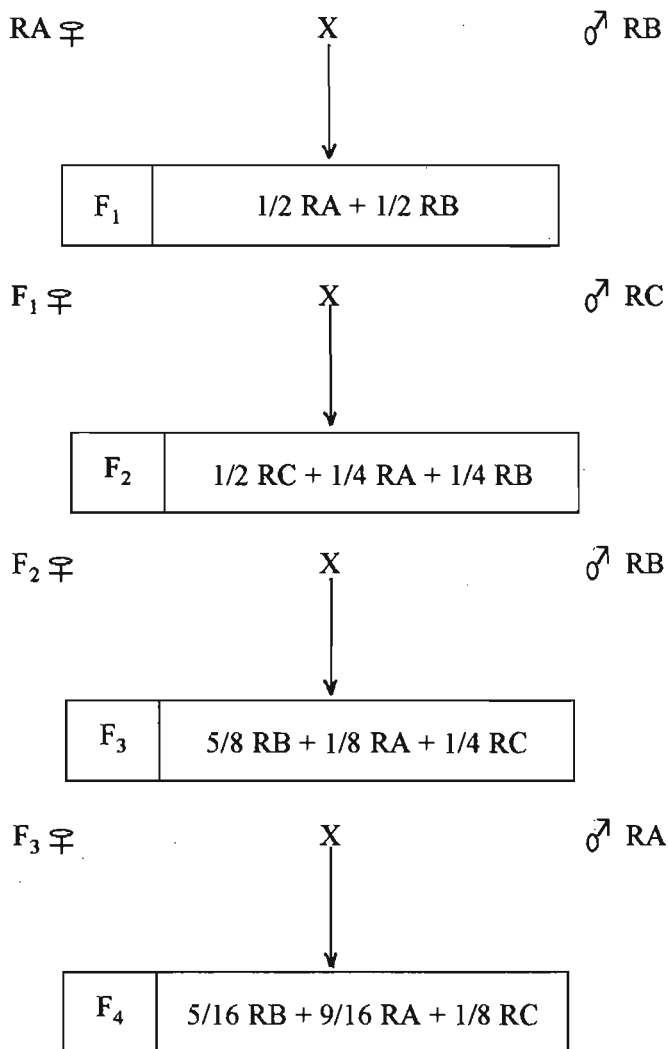 RA ♀ X ♂ RB
F₁ 1/2 RA + 1/2 RB
F₁ ♀ X ♂ RC
F₂ 1/2 RC + 1/4 RA + 1/4 RB
F₂ ♀ X ♂ RB
F₃ 5/8 RB + 1/8 RA + 1/4 RC
F₃ ♀ X ♂ RA
F₄ 5/16 RB + 9/16 RA + 1/8 RC